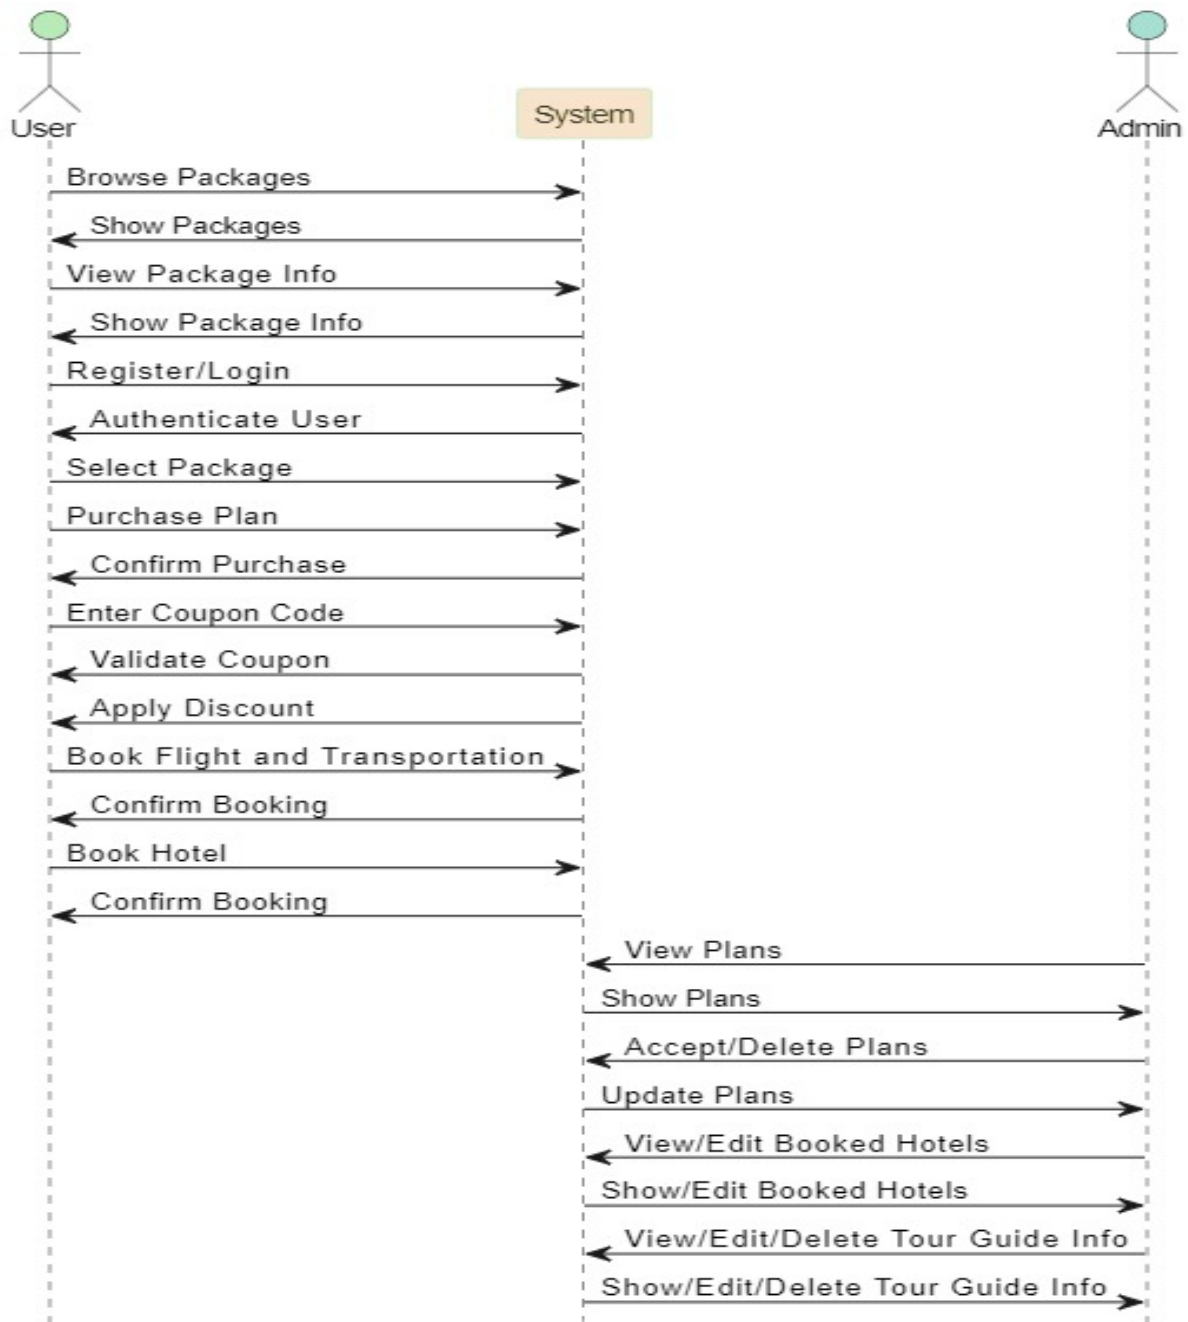 User
System
Admin
Browse Packages
Show Packages
View Package Info
Show Package Info
Register/Login
Authenticate User
Select Package
Purchase Plan
Confirm Purchase
Enter Coupon Code
Validate Coupon
Apply Discount
Book Flight and Transportation
Confirm Booking
Book Hotel
Confirm Booking
View Plans
Show Plans
Accept/Delete Plans
Update Plans
View/Edit Booked Hotels
Show/Edit Booked Hotels
View/Edit/Delete Tour Guide Info
Show/Edit/Delete Tour Guide Info